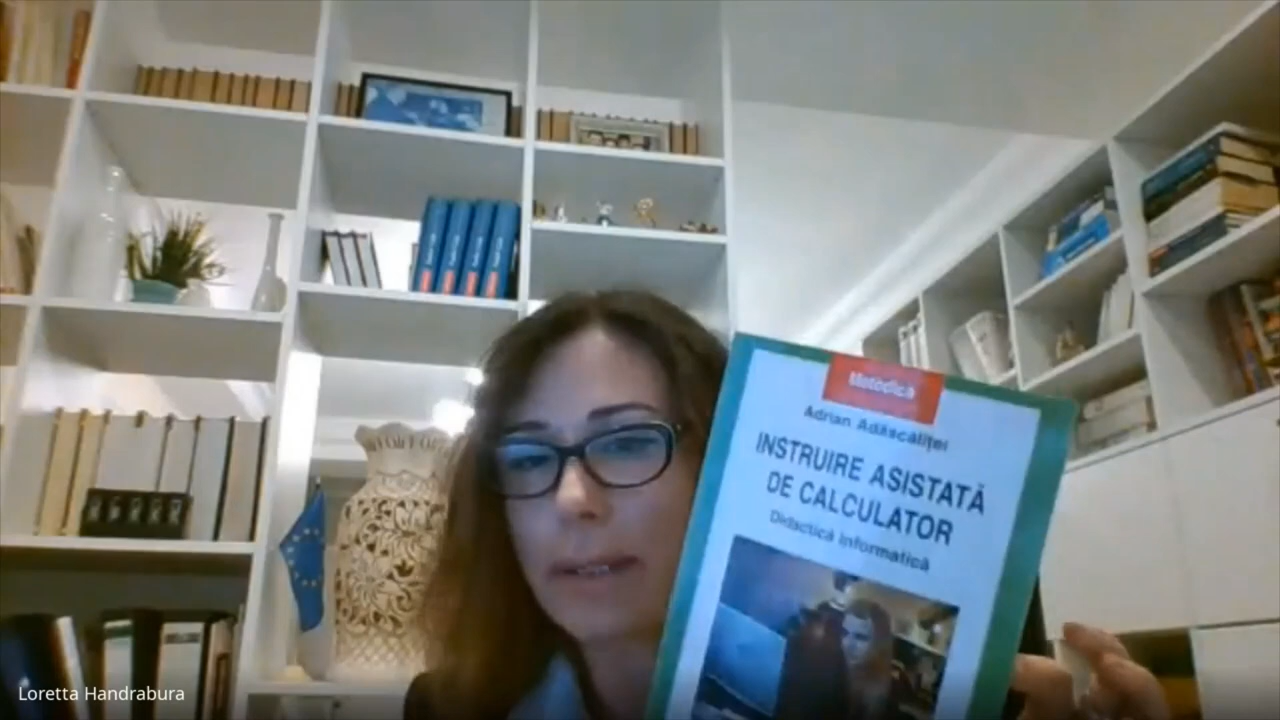 Metodica
Adrian Adăscăliței
INSTRUIRE ASISTATĂ
DE CALCULATOR
Didactică informatică
Loretta Handrabura